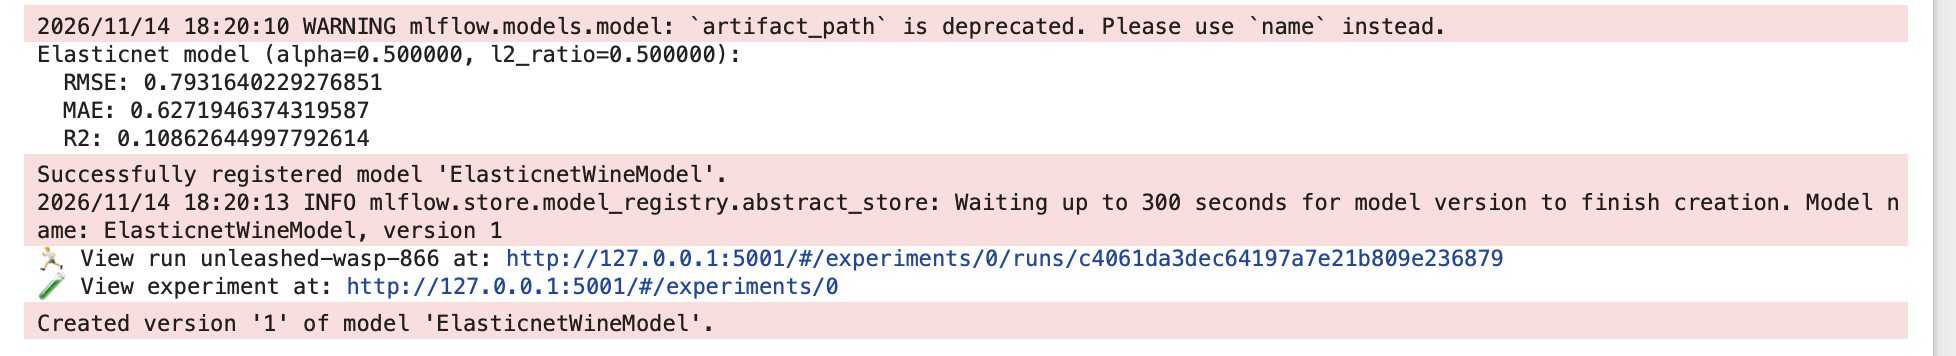 2026/11/14 18:20:10 WARNING mlflow.models.model: `artifact_path` is deprecated. Please use `name` instead.
Elasticnet model (alpha=0.500000, l2_ratio=0.500000):
  RMSE: 0.7931640229276851
  MAE: 0.6271946374319587
  R2: 0.10862644997792614
Successfully registered model 'ElasticnetWineModel'.
2026/11/14 18:20:13 INFO mlflow.store.model_registry.abstract_store: Waiting up to 300 seconds for model version to finish creation. Model n
ame: ElasticnetWineModel, version 1
🏃 View run unleashed-wasp-866 at: http://127.0.0.1:5001/#/experiments/0/runs/c4061da3dec64197a7e21b809e236879
🧪 View experiment at: http://127.0.0.1:5001/#/experiments/0
Created version '1' of model 'ElasticnetWineModel'.